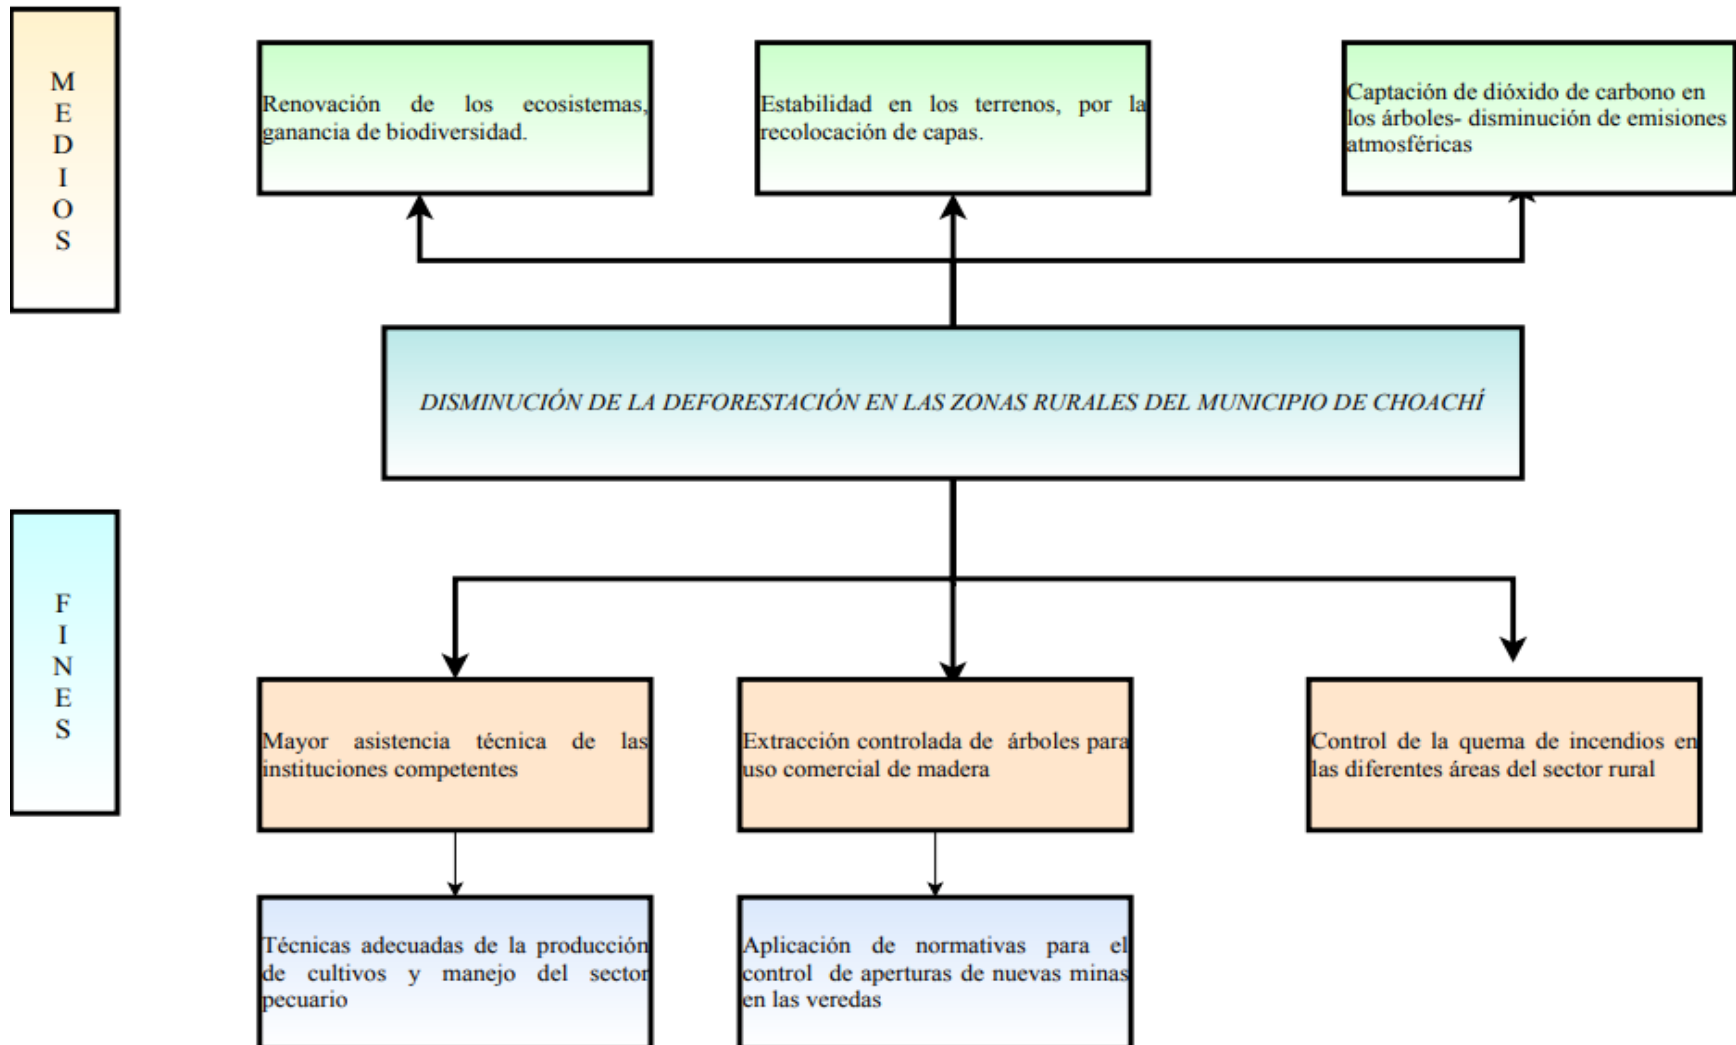 M
E
D
I
O
S
Renovación de los ecosistemas,
ganancia de biodiversidad.
Estabilidad en los terrenos, por la
recolocación de capas.
Captación de dióxido de carbono en
los árboles- disminución de emisiones
atmosféricas
DISMINUCIÓN DE LA DEFORESTACIÓN EN LAS ZONAS RURALES DEL MUNICIPIO DE CHOACHÍ
F
I
N
E
S
Mayor asistencia técnica de las
instituciones competentes
Extracción controlada de árboles para
uso comercial de madera
Control de la quema de incendios en
las diferentes áreas del sector rural
Técnicas adecuadas de la producción
de cultivos y manejo del sector
pecuario
Aplicación de normativas para el
control de aperturas de nuevas minas
en las veredas